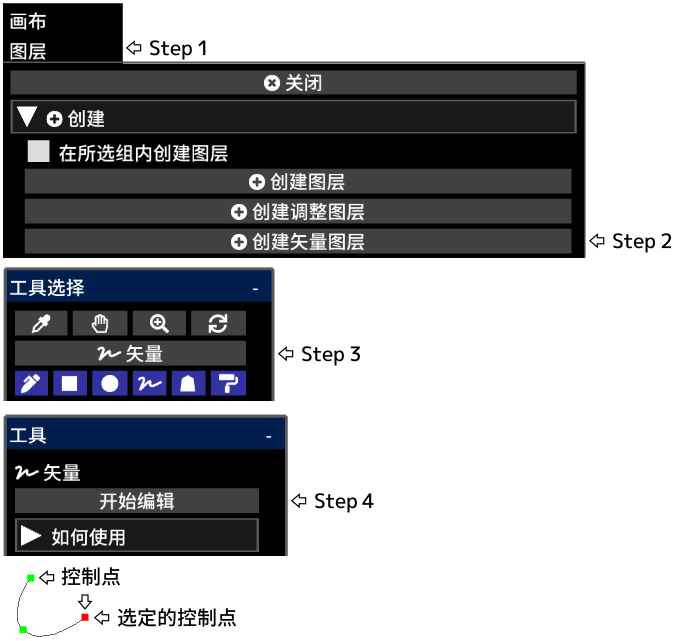 画布
图层
Step 1
关闭
创建
在所选组内创建图层
创建图层
创建调整图层
创建矢量图层
Step 2
工具选择
-
矢量
Step 3
工具
-
矢量
开始编辑
Step 4
如何使用
控制点
选定的控制点